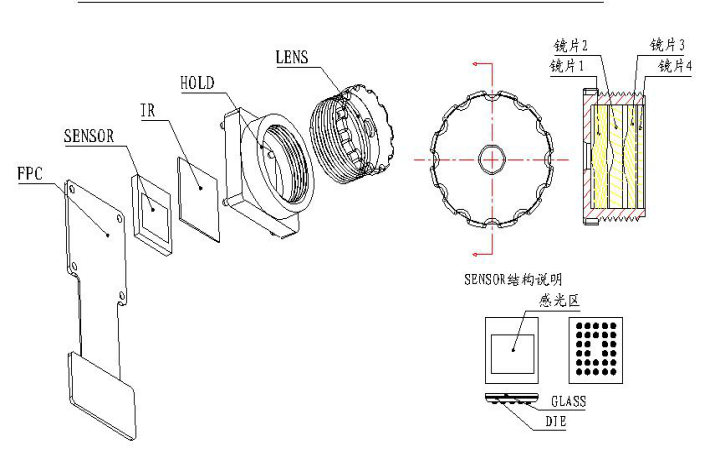 镜片2
镜片3
镜片1
镜片4
LENS
HOLD
IR
SENSOR
FPC
SENSOR结构说明
感光区
GLASS
DIE